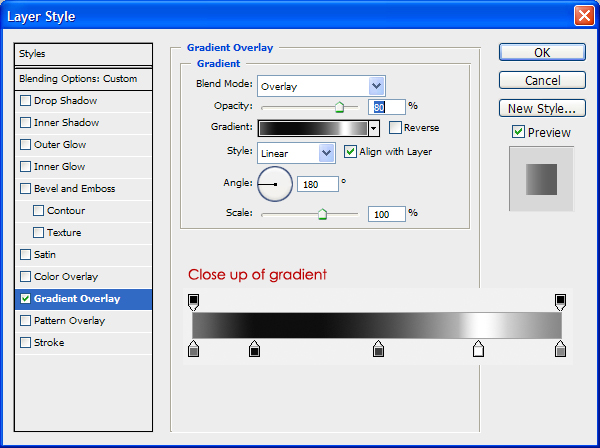 Layer Style
Styles
Blending Options: Custom
Drop Shadow
Inner Shadow
Outer Glow
Inner Glow
Bevel and Emboss
Contour
Texture
Satin
Color Overlay
Gradient Overlay
Pattern Overlay
Stroke
Gradient Overlay
Gradient
Blend Mode: Overlay
Opacity: 80 %
Gradient: Reverse
Style: Linear Align with Layer
Angle: 180 °
Scale: 100 %
Close up of gradient
OK
Cancel
New Style...
Preview